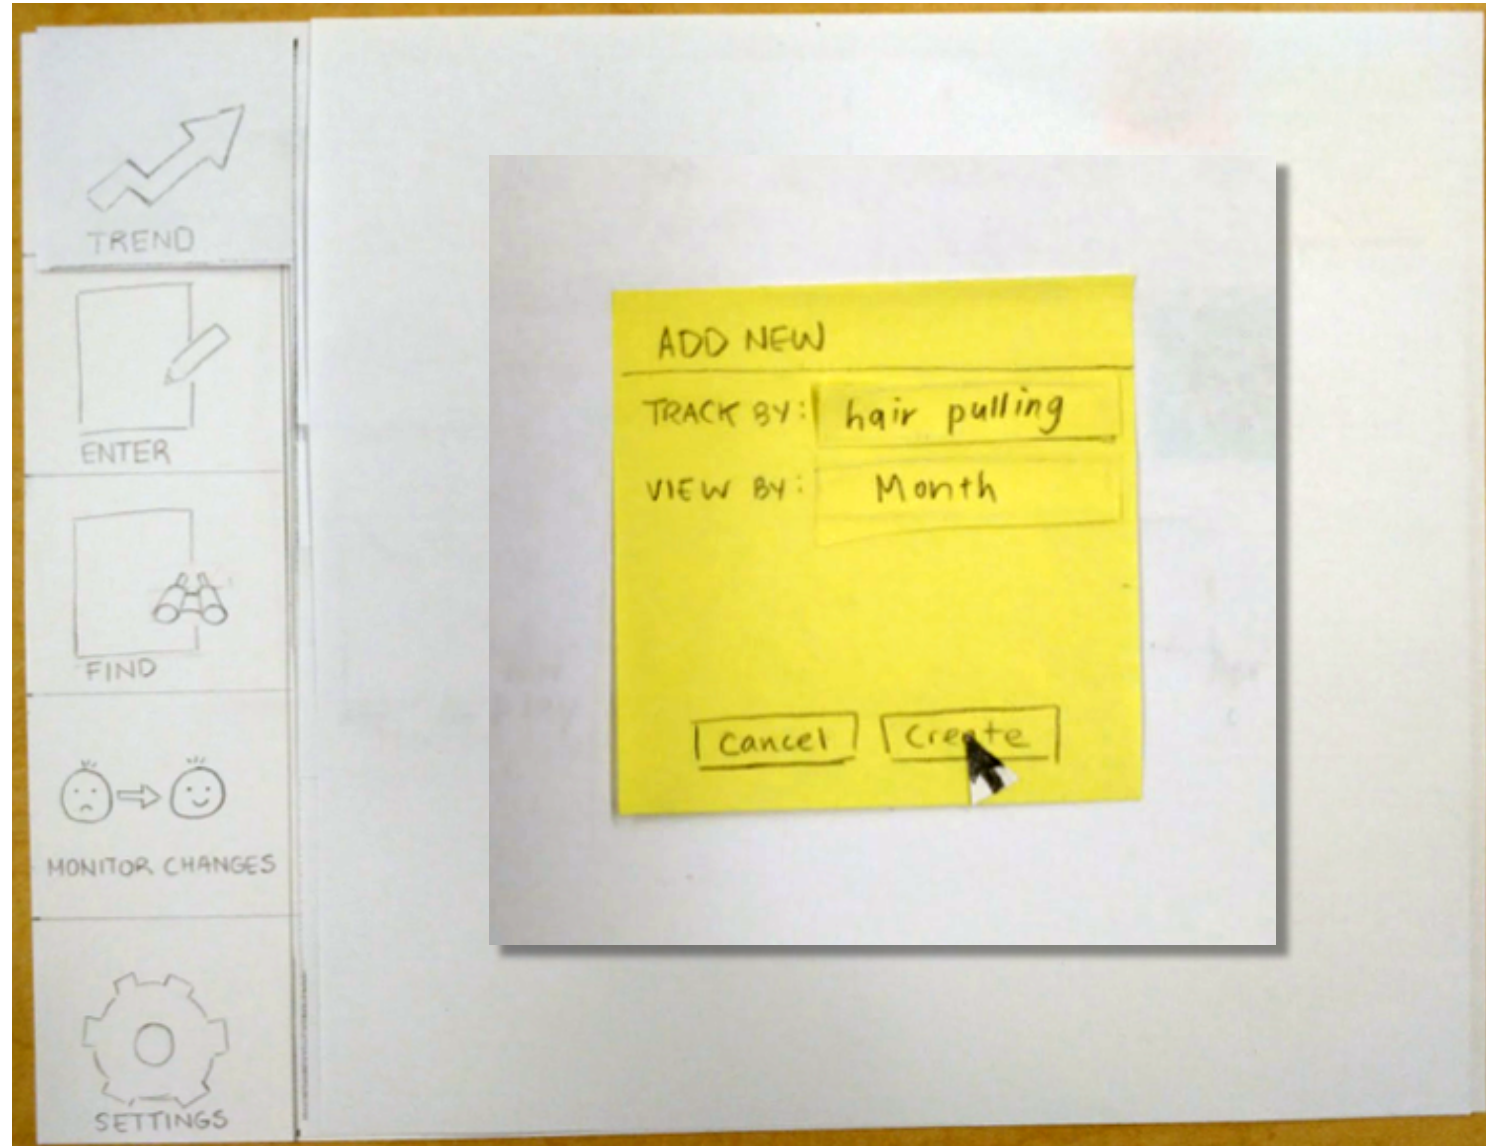 TREND
ENTER
FIND
MONITOR CHANGES
SETTINGS
ADD NEW
TRACK BY: hair pulling
VIEW BY: Month
Cancel Create